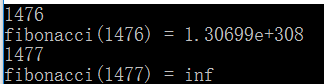 1476
fibonacci(1476) = 1.30699e+308
1477
fibonacci(1477) = inf